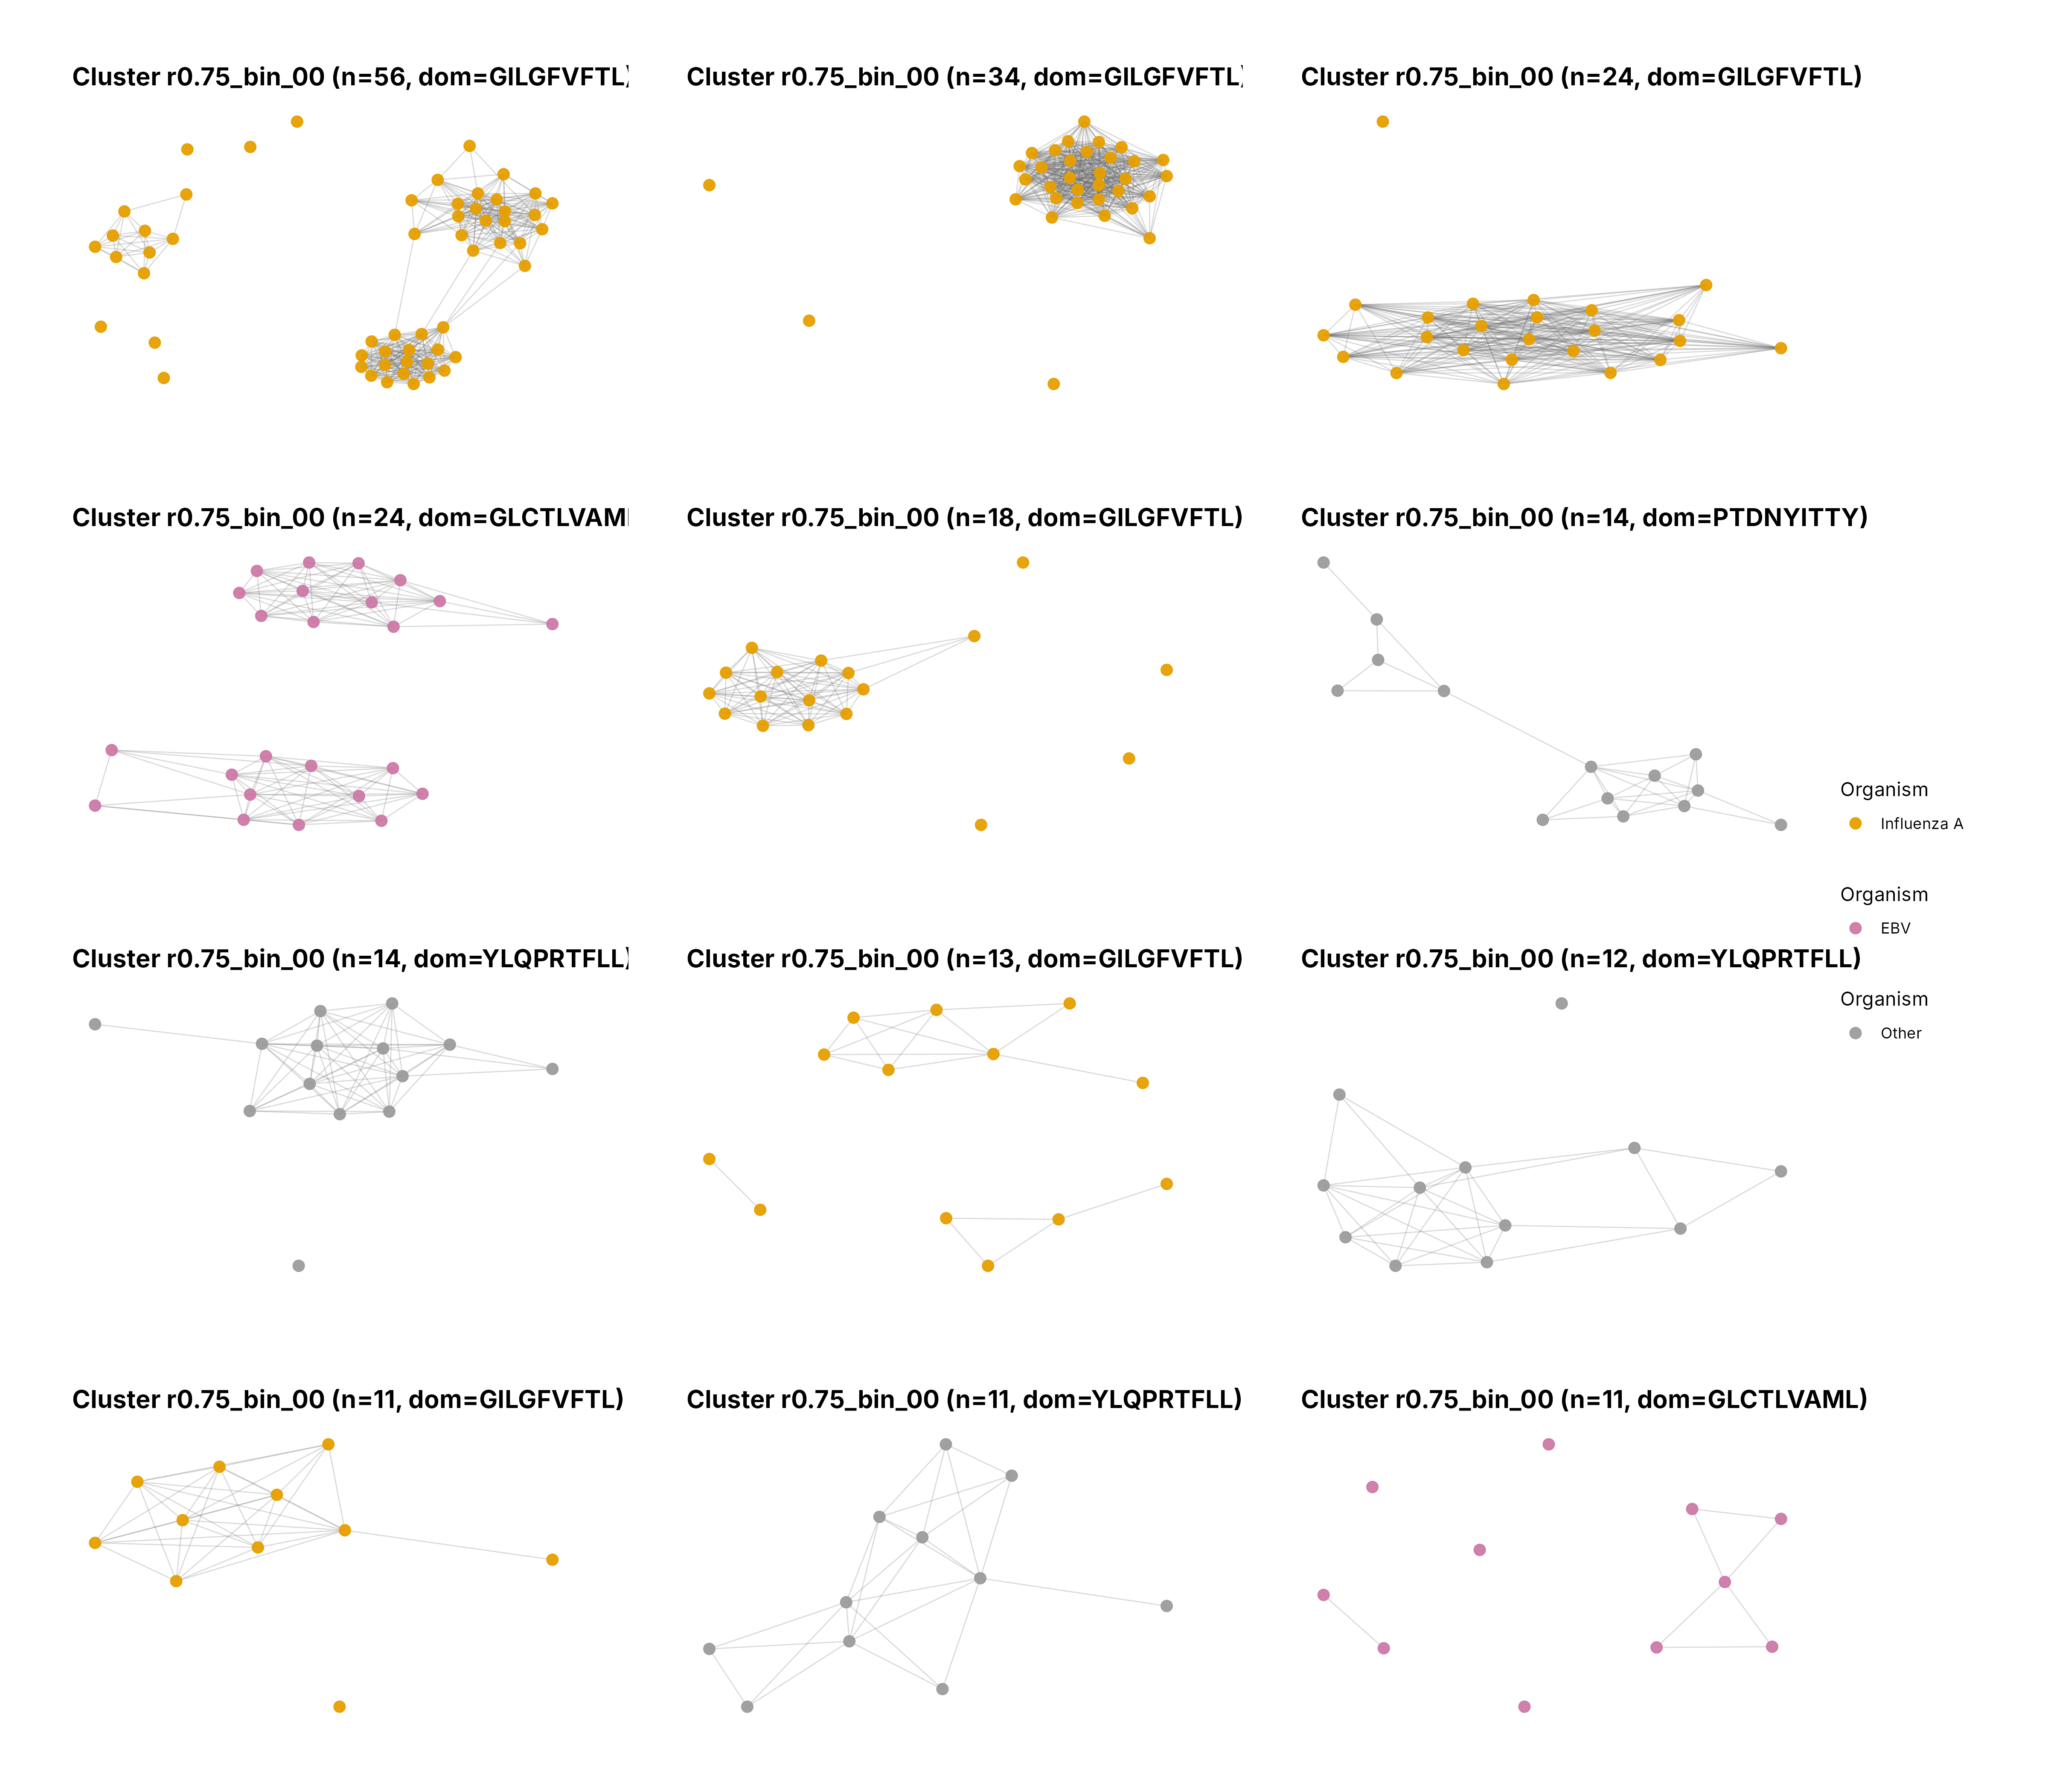 Cluster r0.75_bin_00 (n=56, dom=GILGFVFTL)
Cluster r0.75_bin_00 (n=34, dom=GILGFVFTL)
Cluster r0.75_bin_00 (n=24, dom=GILGFVFTL)
Cluster r0.75_bin_00 (n=24, dom=GLCTLVAM
Cluster r0.75_bin_00 (n=18, dom=GILGFVFTL)
Cluster r0.75_bin_00 (n=14, dom=PTDNYITTY)
Organism
Influenza A
Organism
EBV
Cluster r0.75_bin_00 (n=14, dom=YLQPRTFLL)
Cluster r0.75_bin_00 (n=13, dom=GILGFVFTL)
Cluster r0.75_bin_00 (n=12, dom=YLQPRTFLL)
Organism
Other
Cluster r0.75_bin_00 (n=11, dom=GILGFVFTL)
Cluster r0.75_bin_00 (n=11, dom=YLQPRTFLL)
Cluster r0.75_bin_00 (n=11, dom=GLCTLVAML)